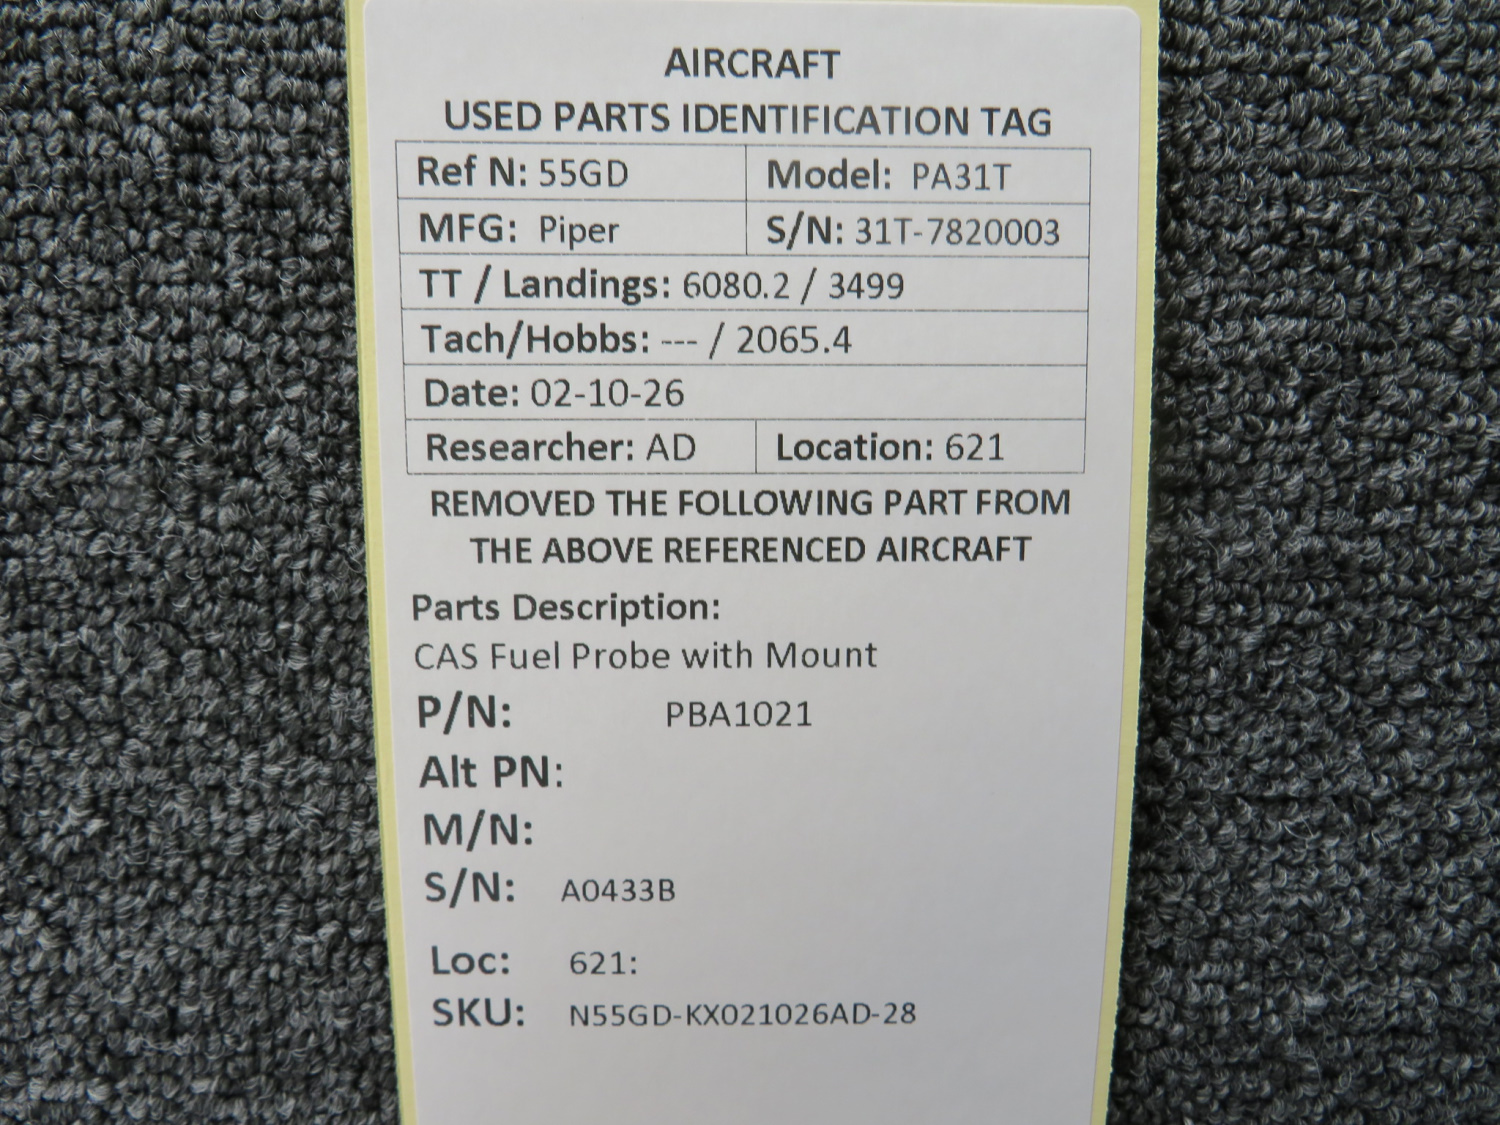 AIRCRAFT
USED PARTS IDENTIFICATION TAG
Ref N: 55GD Model: PA31T
MFG: Piper S/N: 31T-7820003
TT / Landings: 6080.2 / 3499
Tach/Hobbs: --- / 2065.4
Date: 02-10-26
Researcher: AD Location: 621
REMOVED THE FOLLOWING PART FROM
THE ABOVE REFERENCED AIRCRAFT
Parts Description:
CAS Fuel Probe with Mount
P/N: PBA1021
Alt PN:
M/N:
S/N: A0433B
Loc: 621:
SKU: N55GD-KX021026AD-28